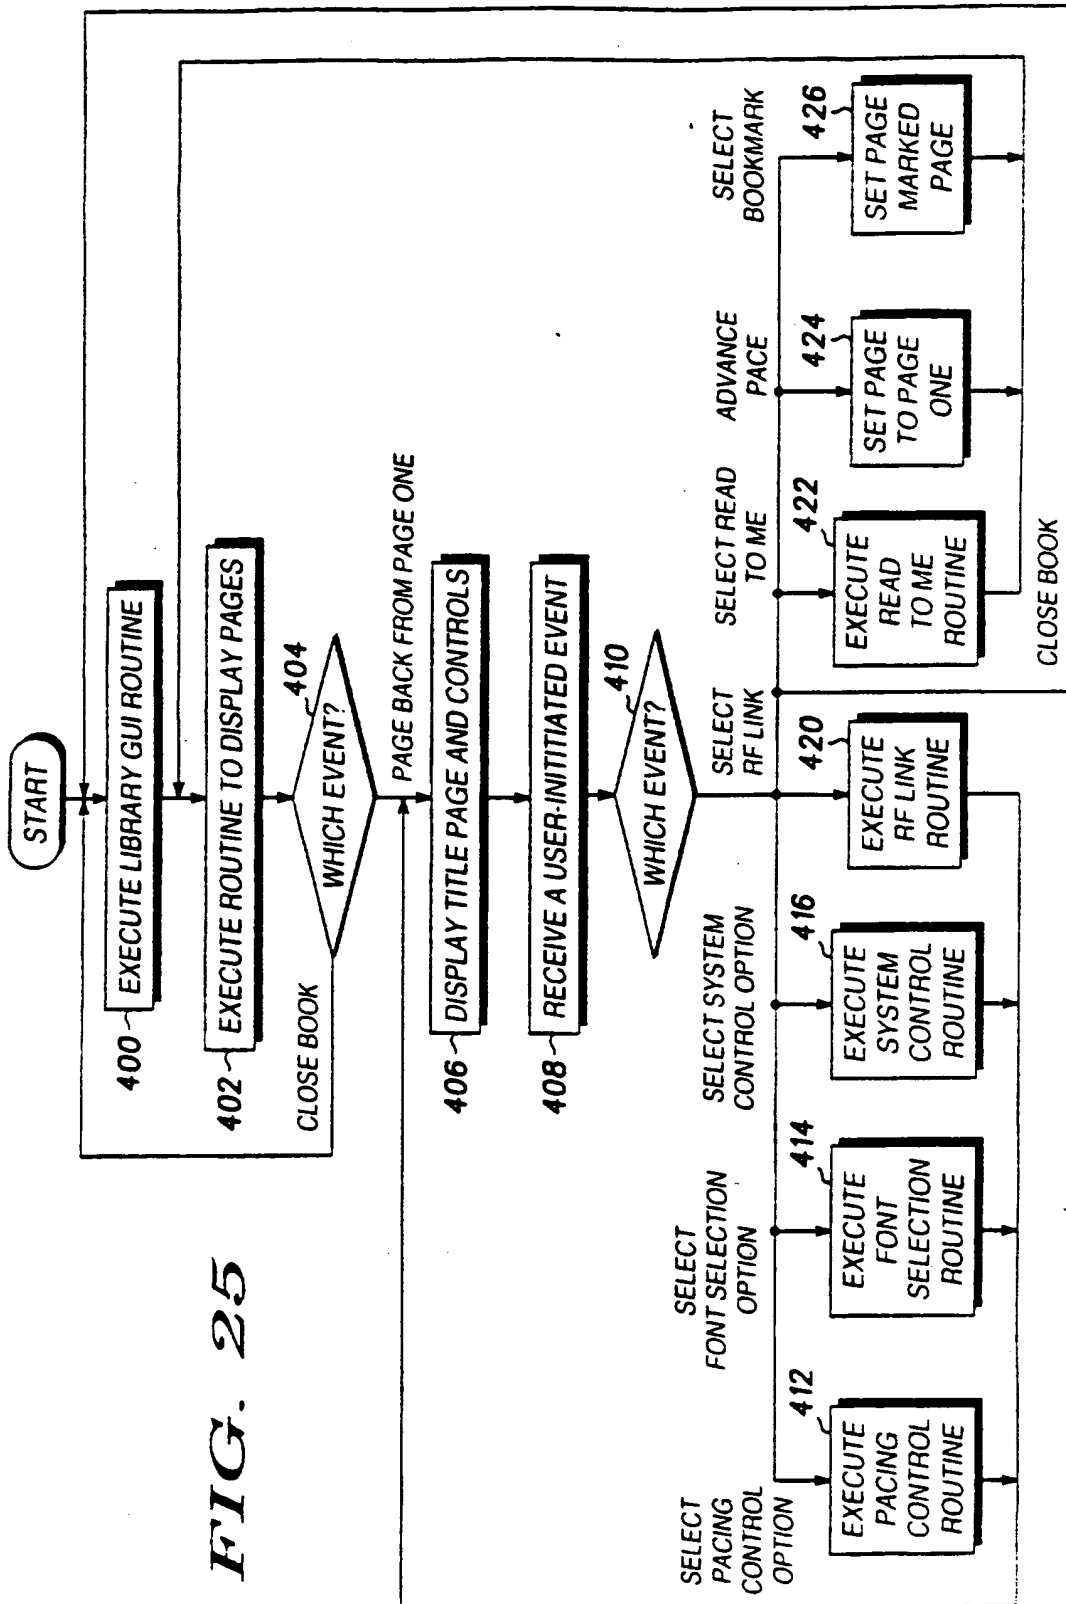 START
EXECUTE LIBRARY GUI ROUTINE
400
EXECUTE ROUTINE TO DISPLAY PAGES
402
WHICH EVENT?
404
CLOSE BOOK
PAGE BACK FROM PAGE ONE
DISPLAY TITLE PAGE AND CONTROLS
406
RECEIVE A USER-INITITIATED EVENT
408
WHICH EVENT?
410
SELECT
PACING
CONTROL
OPTION
412
EXECUTE
PACING
CONTROL
ROUTINE
SELECT
FONT SELECTION
OPTION
414
EXECUTE
FONT
SELECTION
ROUTINE
SELECT SYSTEM
CONTROL OPTION
416
EXECUTE
SYSTEM
CONTROL
ROUTINE
SELECT
RF LINK
420
EXECUTE
RF LINK
ROUTINE
SELECT READ
TO ME
422
EXECUTE
READ
TO ME
ROUTINE
ADVANCE
PACE
424
SET PAGE
TO PAGE
ONE
SELECT
BOOKMARK
426
SET PAGE
MARKED
PAGE
CLOSE BOOK
FIG. 25